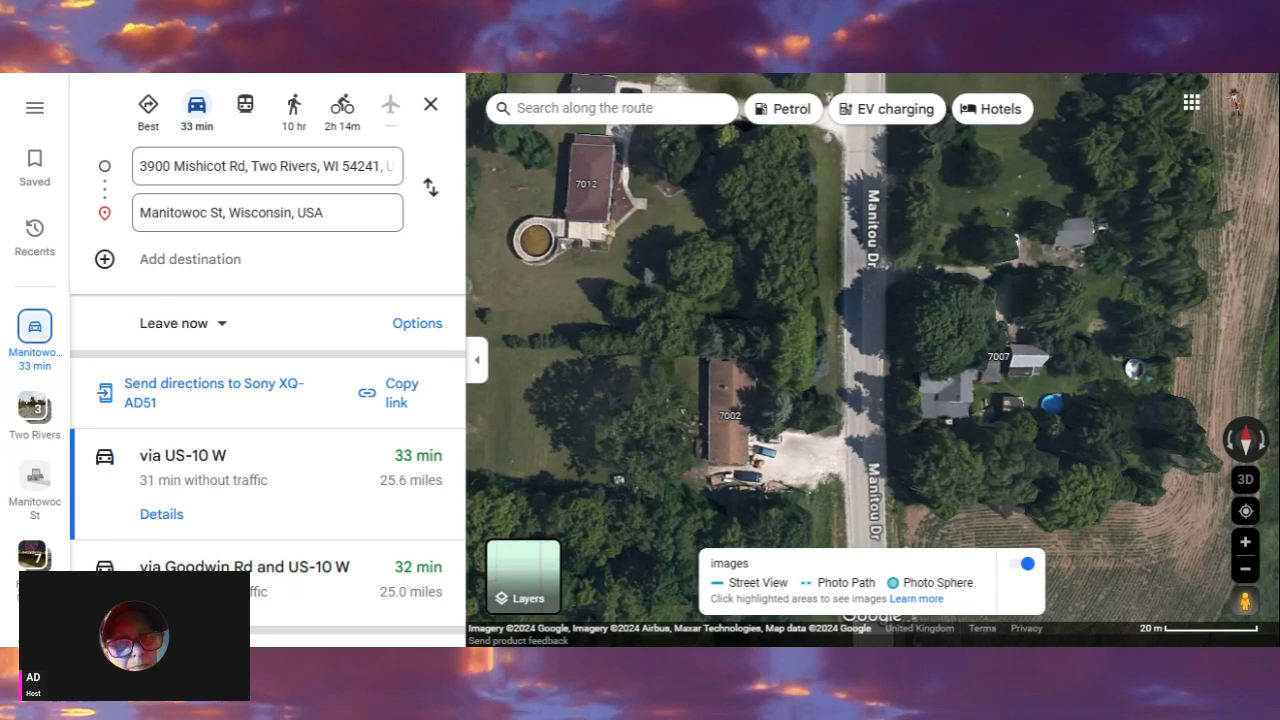 Best
33 min
10 hr
2h 14m
Saved
Recents
3900 Mishicot Rd, Two Rivers, WI 54241, U
Manitowoc St, Wisconsin, USA
Add destination
Leave now
Options
Manitowo...
33 min
3
Two Rivers
Manitowoc
St
7
Send directions to Sony XQ-
AD51
Copy
link
via US-10 W
33 min
31 min without traffic
25.6 miles
Details
via Goodwin Rd and US-10 W
32 min
ffic
25.0 miles
AD
Host
Search along the route
Petrol
EV charging
Hotels
7012
Manitou Dr
7007
7002
Manitou Dr
3D
Layers
images
Street View
Photo Path
Photo Sphere
Click highlighted areas to see images Learn more
Google
Imagery ©2024 Google, Imagery ©2024 Airbus, Maxar Technologies, Map data ©2024 Google
United Kingdom
Terms
Privacy
20 m
Send product feedback